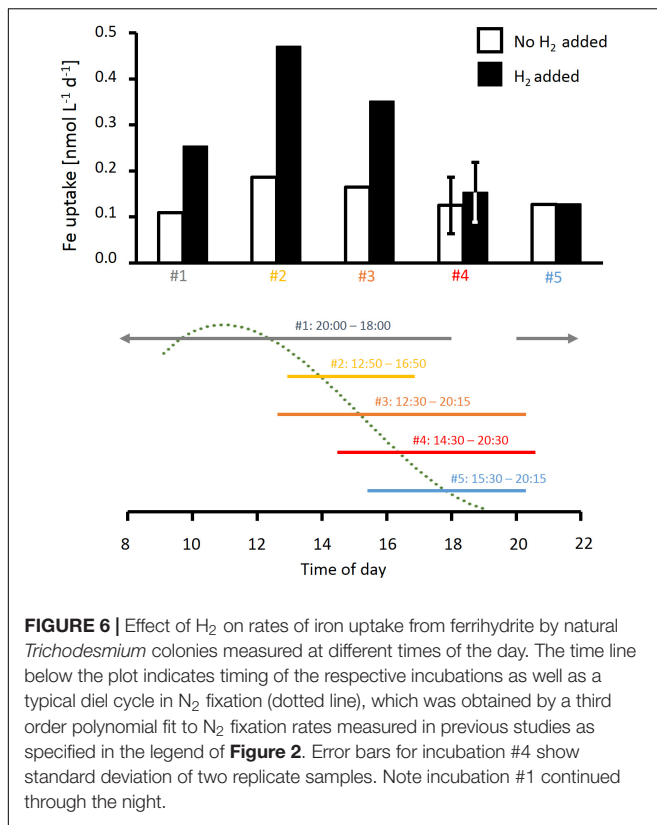 0.5
0.4
0.3
0.2
0.1
0.0
Fe uptake [nmol L⁻¹ d⁻¹]
No H₂ added
H₂ added
#1 #2 #3 #4 #5
#1: 20:00 – 18:00
#2: 12:50 – 16:50
#3: 12:30 – 20:15
#4: 14:30 – 20:30
#5: 15:30 – 20:15
8 10 12 14 16 18 20 22
Time of day
FIGURE 6 | Effect of H₂ on rates of iron uptake from ferrihydrite by natural
Trichodesmium colonies measured at different times of the day. The time line
below the plot indicates timing of the respective incubations as well as a
typical diel cycle in N₂ fixation (dotted line), which was obtained by a third
order polynomial fit to N₂ fixation rates measured in previous studies as
specified in the legend of Figure 2. Error bars for incubation #4 show
standard deviation of two replicate samples. Note incubation #1 continued
through the night.